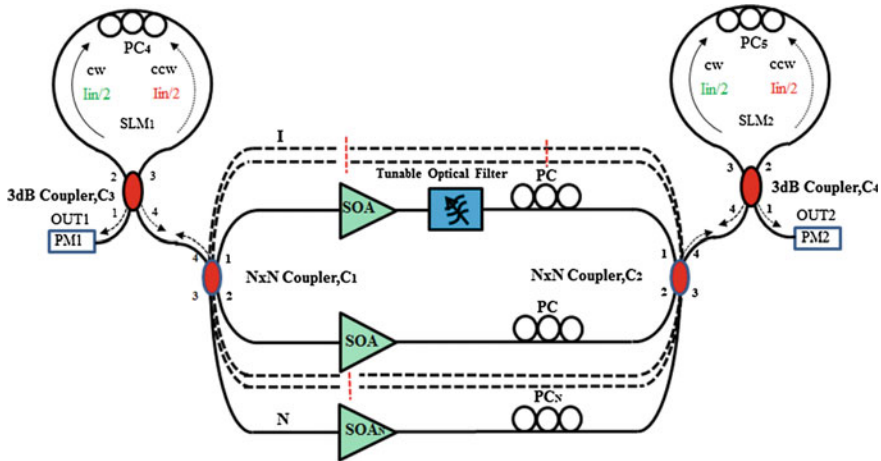 PC4
PC5
cw
ccw
cw
ccw
Iin/2
Iin/2
Iin/2
Iin/2
SLM1
SLM2
I
2
3
3
2
Tunable Optical Filter
PC
3dB Coupler,C3
3dB Coupler,C4
1
4
4
1
OUT1
OUT2
SOA
PM1
PM2
4
1
1
4
NxN Coupler,C1
NxN Coupler,C2
3
2
2
3
PC
SOA
PCN
N
SOAN